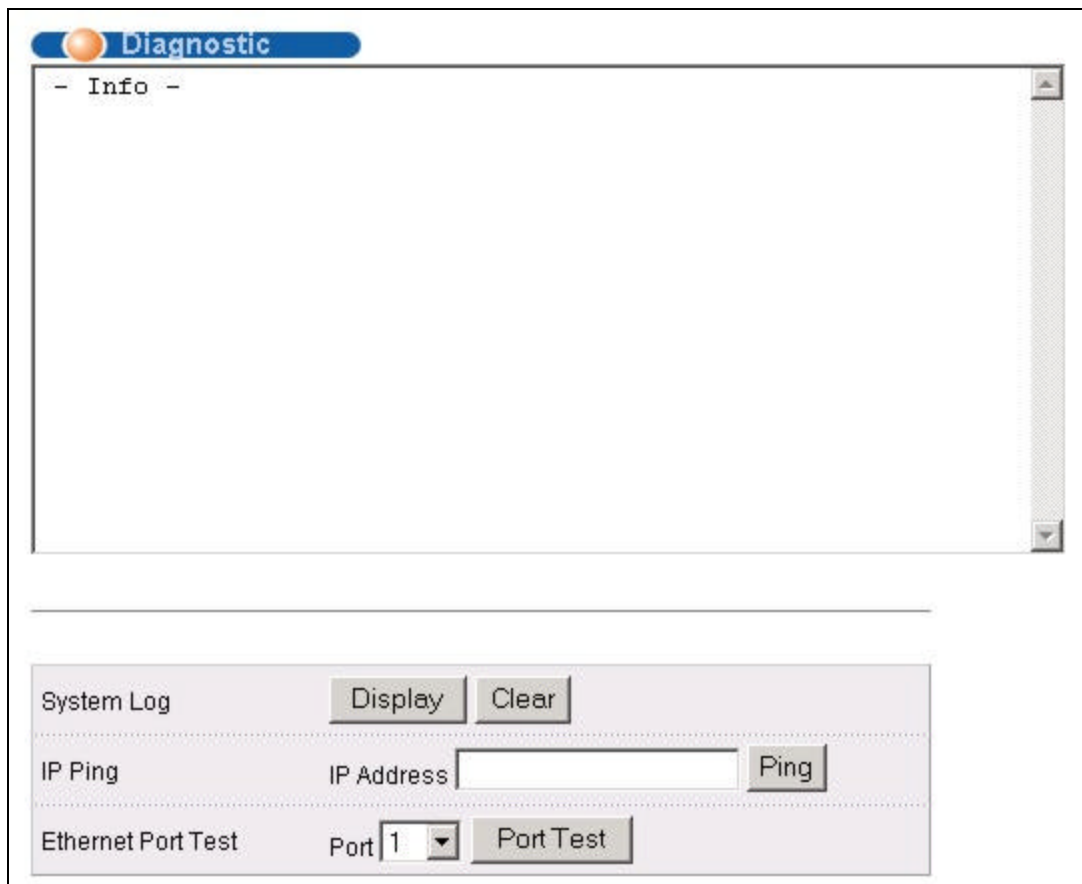 Diagnostic
- Info -
System Log Display Clear
IP Ping IP Address Ping
Ethernet Port Test Port 1 Port Test